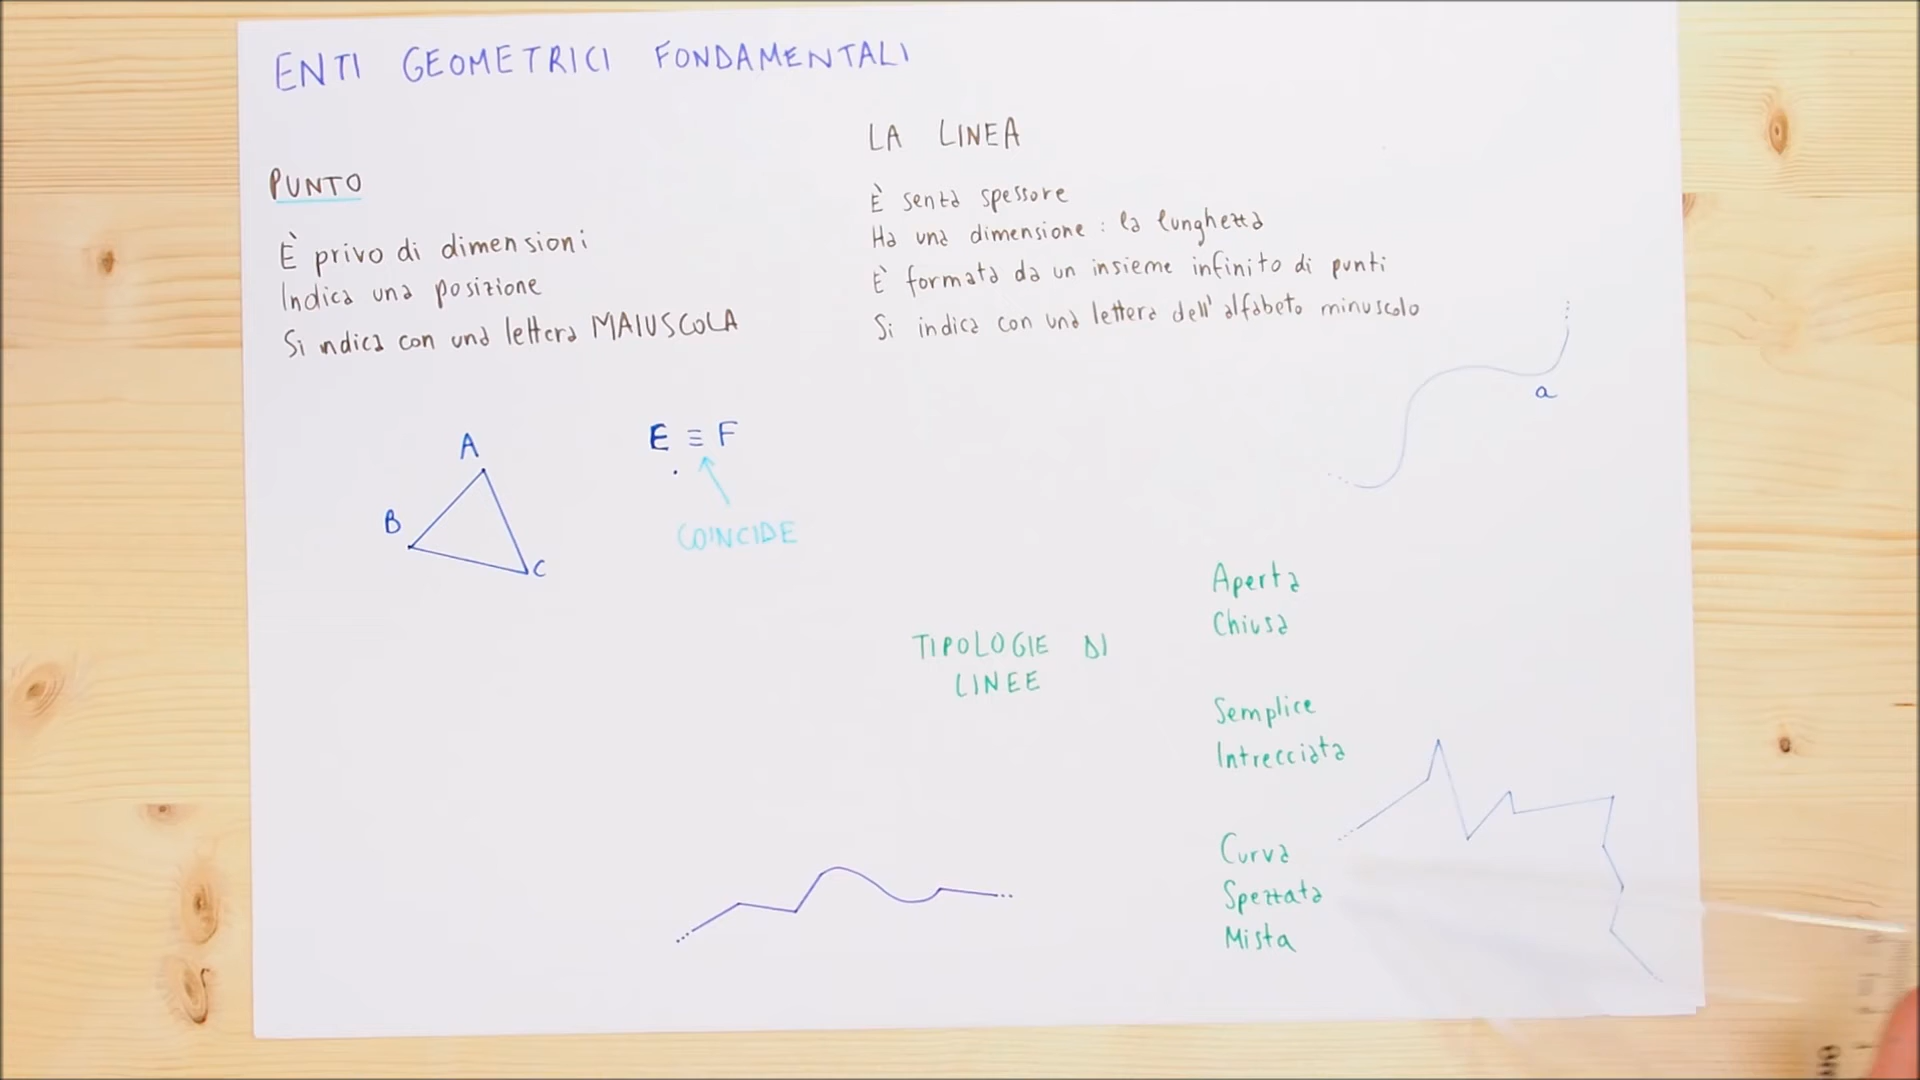 ENTI GEOMETRICI FONDAMENTALI
PUNTO
È privo di dimensioni
Indica una posizione
Si indica con una lettera MAIUSCOLA
A
B
C
E ≡ F
COINCIDE
LA LINEA
È senza spessore
Ha una dimensione : la lunghezza
È formata da un insieme infinito di punti
Si indica con una lettera dell'alfabeto minuscolo
a
TIPOLOGIE DI
LINEE
Aperta
Chiusa
Semplice
Intrecciata
Curva
Spezzata
Mista